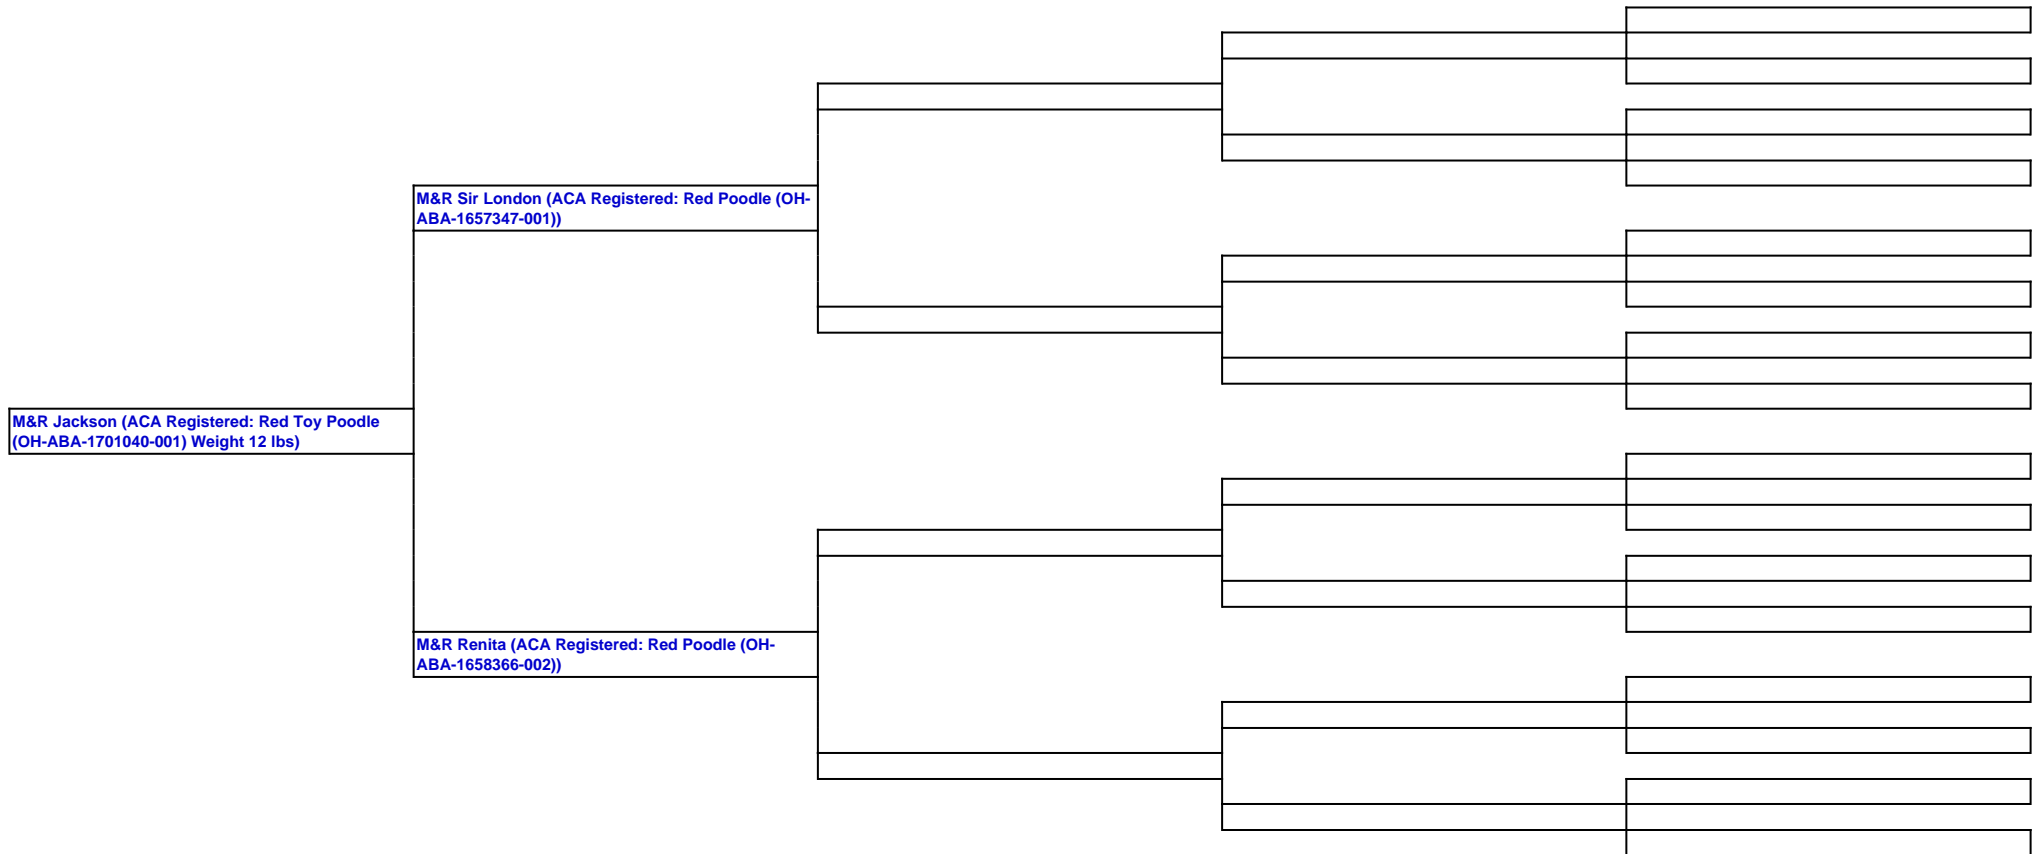 M&R Sir London (ACA Registered: Red Poodle (OH-
ABA-1657347-001))
M&R Jackson (ACA Registered: Red Toy Poodle
(OH-ABA-1701040-001) Weight 12 lbs)
M&R Renita (ACA Registered: Red Poodle (OH-
ABA-1658366-002))